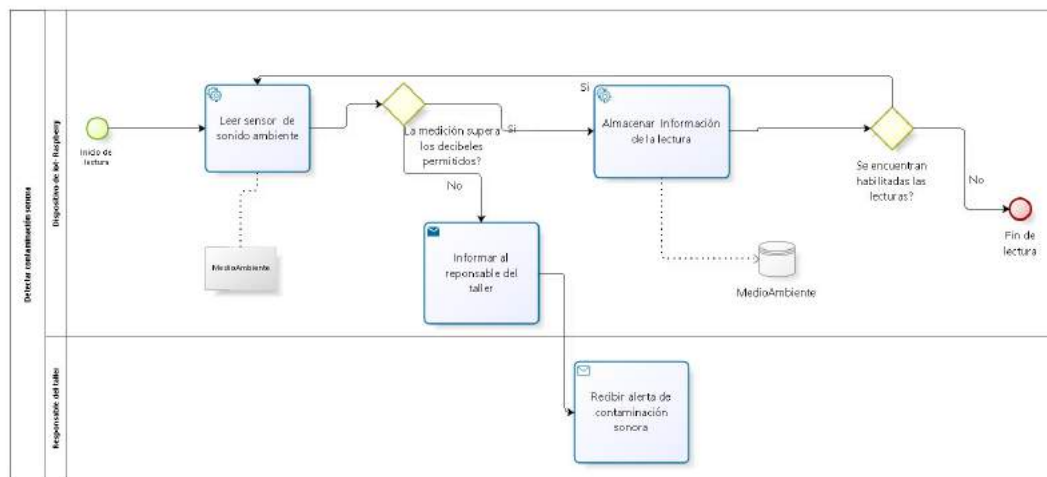 Detectar contaminación sonora
Dispositivo de Iot- Raspbery
Inicio de
lectura
Leer sensor de
sonido ambiente
MedioAmbiente
La medición supera
los decibeles
permitidos?
Si
No
Informar al
reponsable del
taller
Si
Almacenar Información
de la lectura
MedioAmbiente
Se encuentran
habilitadas las
lecturas?
No
Fin de
lectura
Responsable del taller
Recibir alerta de
contaminación
sonora